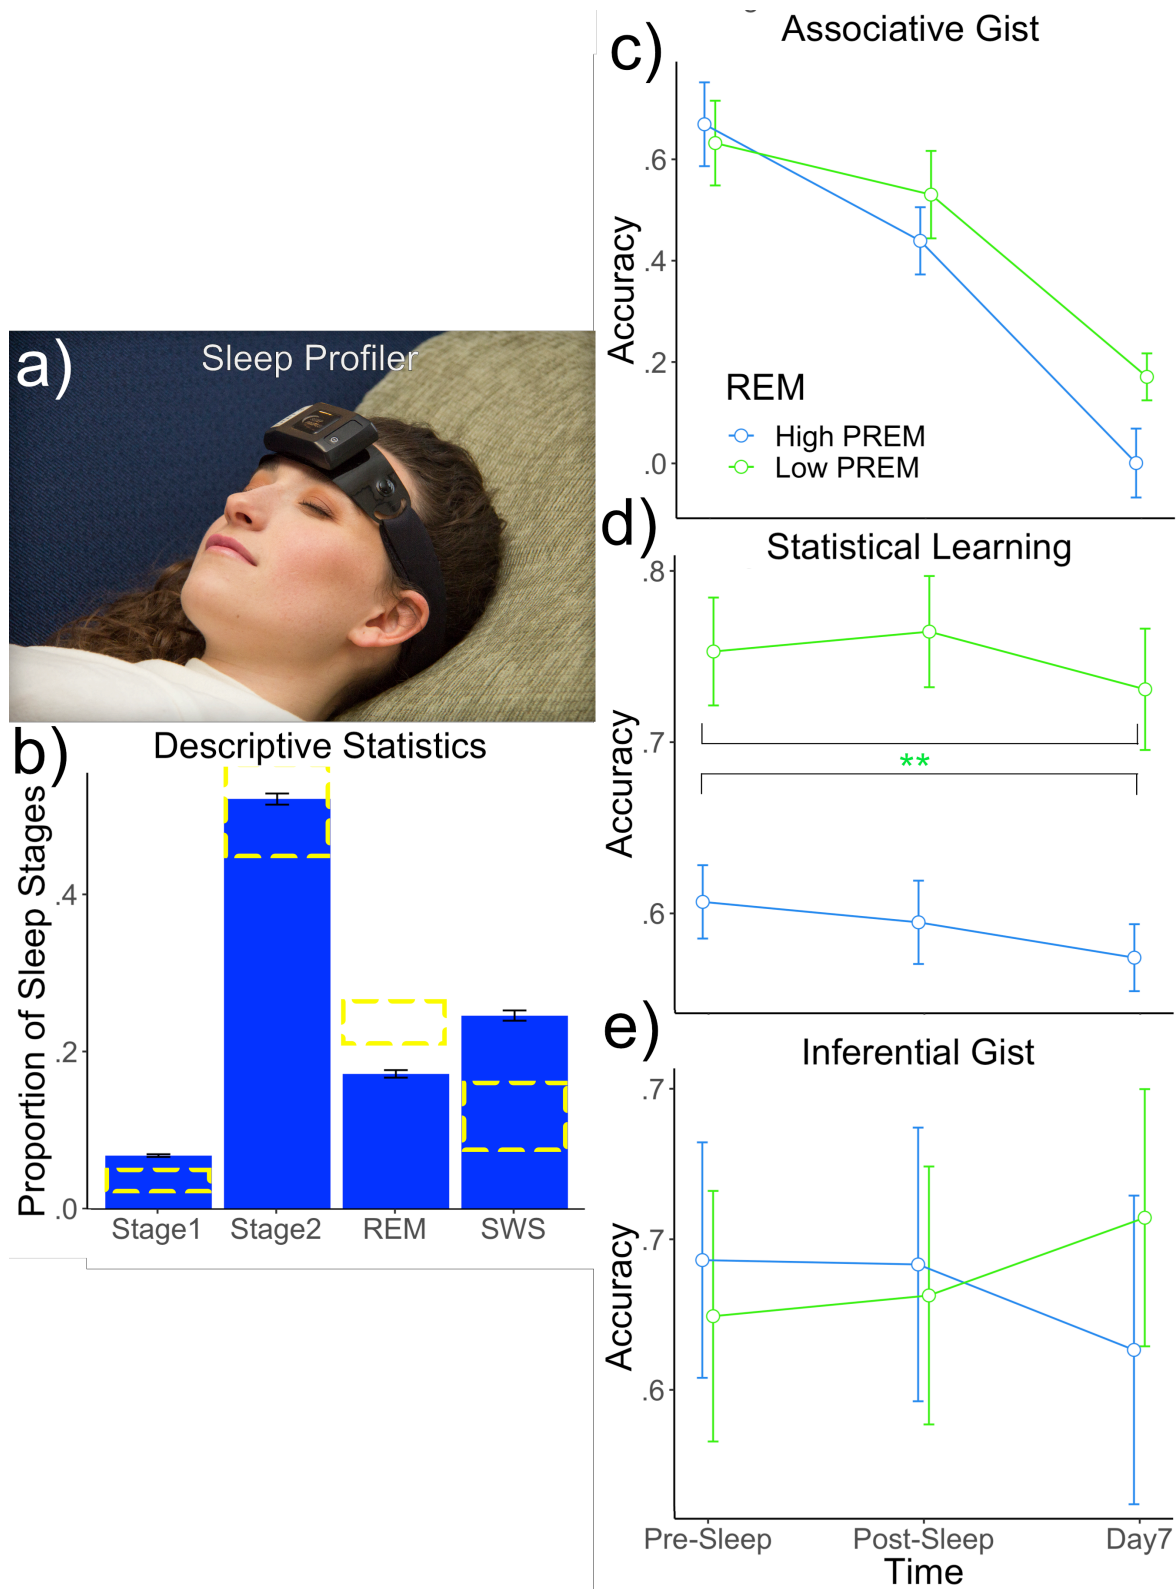 a)
Sleep Profiler
b)
Descriptive Statistics
Proportion of Sleep Stages
.4
.2
.0
Stage1 Stage2 REM SWS
c)
Associative Gist
Accuracy
.6
.4
.2
.0
REM
High PREM
Low PREM
d)
Statistical Learning
Accuracy
.8
.7
.6
**
e)
Inferential Gist
Accuracy
.7
.7
.6
Pre-Sleep Post-Sleep Day7
Time